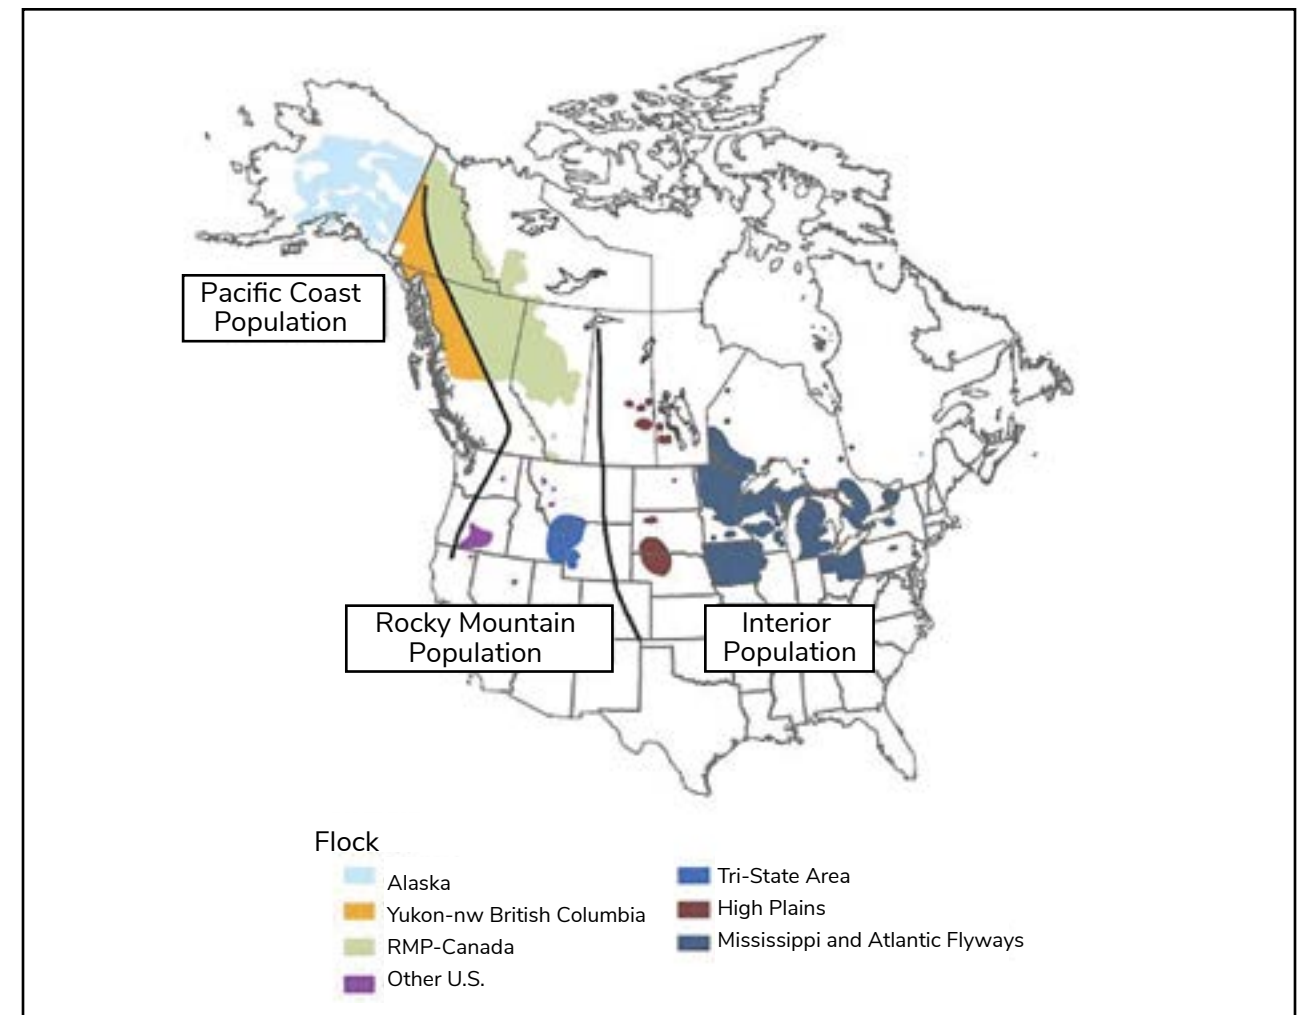 Pacific Coast
Population
Rocky Mountain
Population
Interior
Population
Flock
Alaska
Yukon-nw British Columbia
RMP-Canada
Other U.S.
Tri-State Area
High Plains
Mississippi and Atlantic Flyways